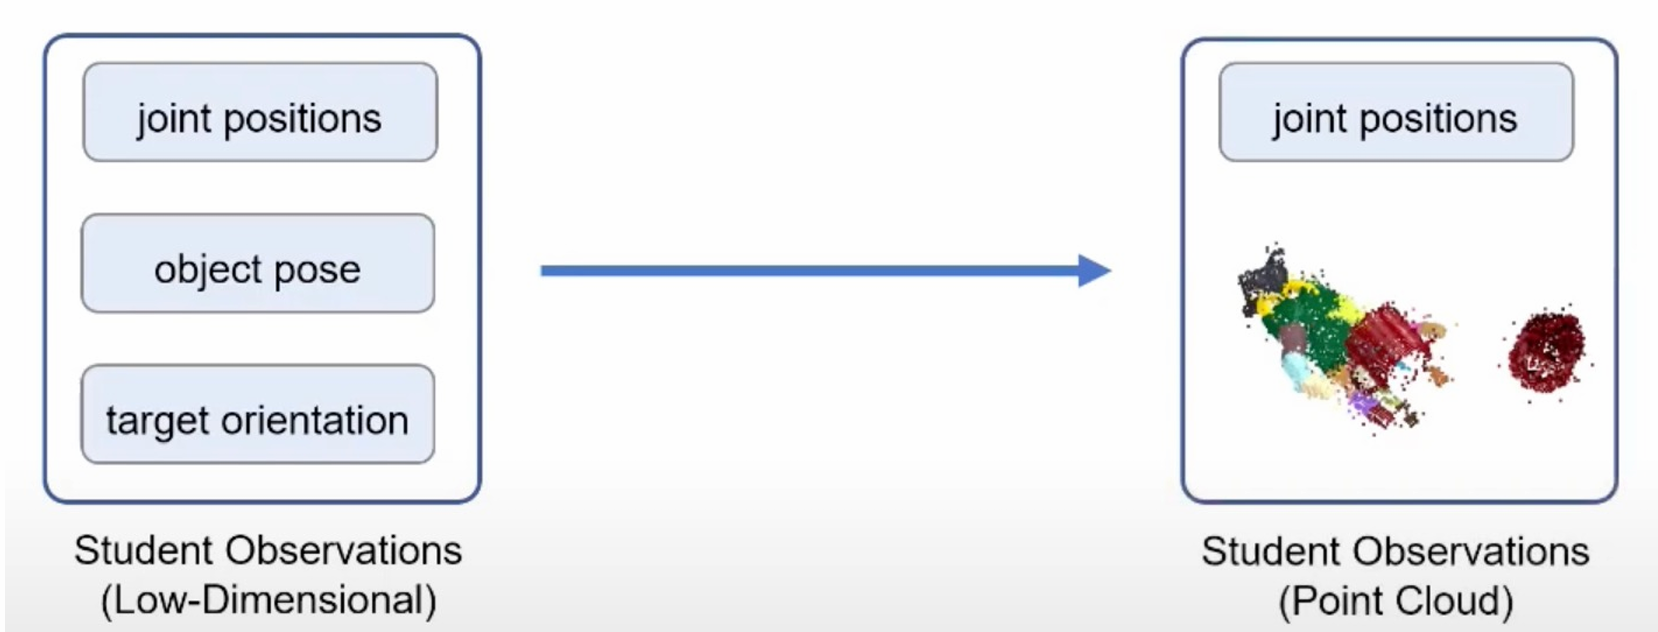 joint positions
object pose
target orientation
Student Observations
(Low-Dimensional)
joint positions
Student Observations
(Point Cloud)